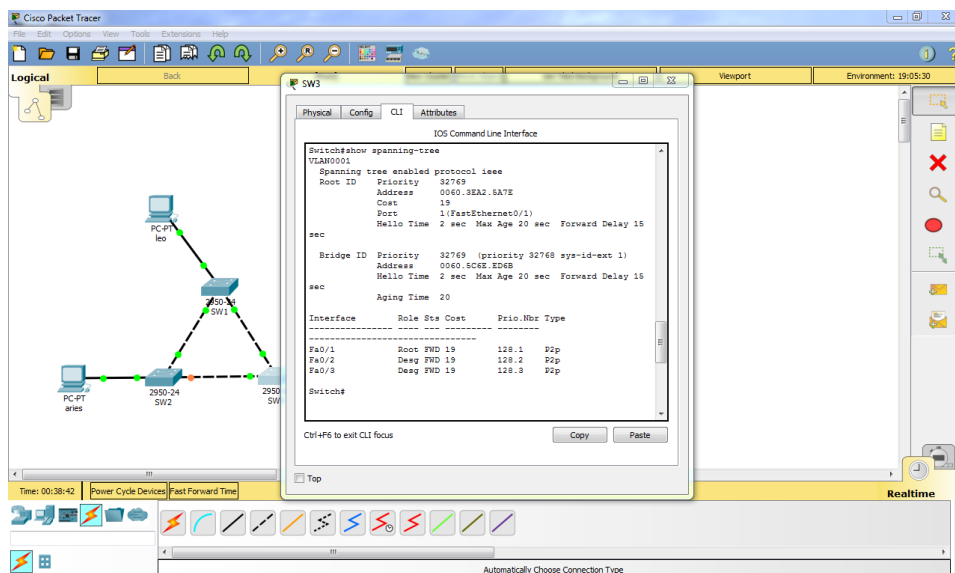 Cisco Packet Tracer
File Edit Options View Tools Extensions Help
Logical
Back
Viewport
Environment: 19:05:30
SW3
Physical Config CLI Attributes
IOS Command Line Interface
Switch#show spanning-tree
VLAN0001
Spanning tree enabled protocol ieee
Root ID Priority 32769
Address 0060.3EA2.5A7E
Cost 19
Port 1(FastEthernet0/1)
Hello Time 2 sec Max Age 20 sec Forward Delay 15
sec
Bridge ID Priority 32769 (priority 32768 sys-id-ext 1)
Address 0060.5C6E.ED6B
Hello Time 2 sec Max Age 20 sec Forward Delay 15
sec
Aging Time 20
Interface Role Sts Cost Prio.Nbr Type
---------------- ---- --- --------- --------
--------------------------------
Fa0/1 Root FWD 19 128.1 P2p
Fa0/2 Desg FWD 19 128.2 P2p
Fa0/3 Desg FWD 19 128.3 P2p
Switch#
Ctrl+F6 to exit CLI focus
Copy Paste
Top
PC-PT
leo
2950-24
SW1
PC-PT
aries
2950-24
SW2
2950
SW
Time: 00:38:42 Power Cycle Devices Fast Forward Time
Realtime
Automatically Choose Connection Type